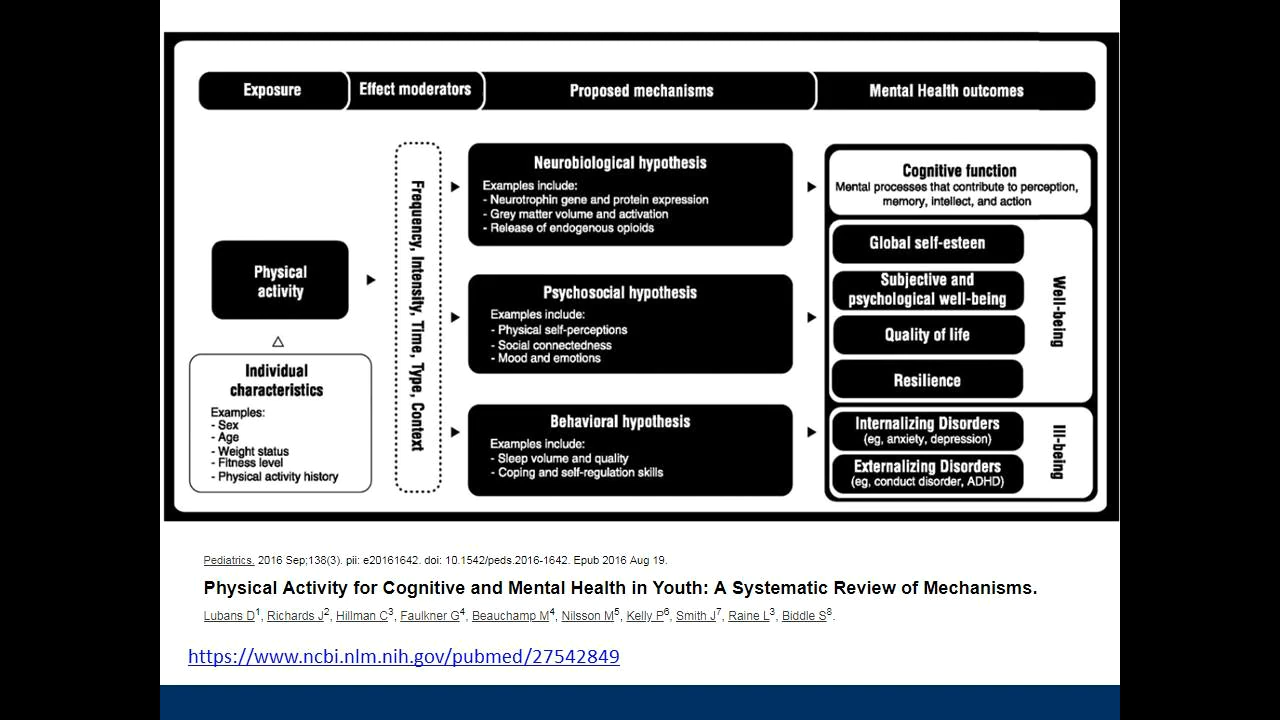 Exposure
Effect moderators
Proposed mechanisms
Mental Health outcomes
Physical
activity
Individual
characteristics
Examples:
- Sex
- Age
- Weight status
- Fitness level
- Physical activity history
Frequency, Intensity, Time, Type, Context
Neurobiological hypothesis
Examples include:
- Neurotrophin gene and protein expression
- Grey matter volume and activation
- Release of endogenous opioids
Psychosocial hypothesis
Examples include:
- Physical self-perceptions
- Social connectedness
- Mood and emotions
Behavioral hypothesis
Examples include:
- Sleep volume and quality
- Coping and self-regulation skills
Cognitive function
Mental processes that contribute to perception,
memory, intellect, and action
Global self-esteen
Subjective and
psychological well-being
Quality of life
Resilience
Well-being
Internalizing Disorders
(eg, anxiety, depression)
Externalizing Disorders
(eg, conduct disorder, ADHD)
Ill-being
Pediatrics. 2016 Sep;138(3). pii: e20161642. doi: 10.1542/peds.2016-1642. Epub 2016 Aug 19.
Physical Activity for Cognitive and Mental Health in Youth: A Systematic Review of Mechanisms.
Lubans D1, Richards J2, Hillman C3, Faulkner G4, Beauchamp M4, Nilsson M5, Kelly P6, Smith J7, Raine L3, Biddle S8.
https://www.ncbi.nlm.nih.gov/pubmed/27542849